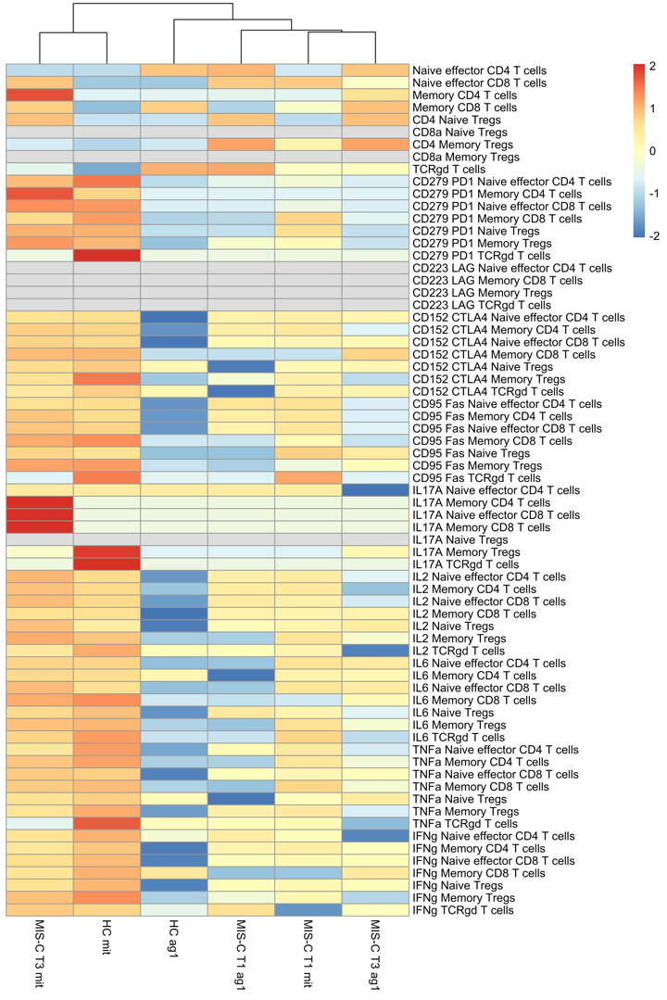 Naive effector CD4 T cells
Naive effector CD8 T cells
Memory CD4 T cells
Memory CD8 T cells
CD4 Naive Tregs
CD8a Naive Tregs
CD4 Memory Tregs
CD8a Memory Tregs
TCRgd T cells
CD279 PD1 Naive effector CD4 T cells
CD279 PD1 Memory CD4 T cells
CD279 PD1 Naive effector CD8 T cells
CD279 PD1 Memory CD8 T cells
CD279 PD1 Naive Tregs
CD279 PD1 Memory Tregs
CD279 PD1 TCRgd T cells
CD223 LAG Naive effector CD4 T cells
CD223 LAG Memory CD8 T cells
CD223 LAG Memory Tregs
CD223 LAG TCRgd T cells
CD152 CTLA4 Naive effector CD4 T cells
CD152 CTLA4 Memory CD4 T cells
CD152 CTLA4 Naive effector CD8 T cells
CD152 CTLA4 Memory CD8 T cells
CD152 CTLA4 Naive Tregs
CD152 CTLA4 Memory Tregs
CD152 CTLA4 TCRgd T cells
CD95 Fas Naive effector CD4 T cells
CD95 Fas Memory CD4 T cells
CD95 Fas Naive effector CD8 T cells
CD95 Fas Memory CD8 T cells
CD95 Fas Naive Tregs
CD95 Fas Memory Tregs
CD95 Fas TCRgd T cells
IL17A Naive effector CD4 T cells
IL17A Memory CD4 T cells
IL17A Naive effector CD8 T cells
IL17A Memory CD8 T cells
IL17A Naive Tregs
IL17A Memory Tregs
IL17A TCRgd T cells
IL2 Naive effector CD4 T cells
IL2 Memory CD4 T cells
IL2 Naive effector CD8 T cells
IL2 Memory CD8 T cells
IL2 Naive Tregs
IL2 Memory Tregs
IL2 TCRgd T cells
IL6 Naive effector CD4 T cells
IL6 Memory CD4 T cells
IL6 Naive effector CD8 T cells
IL6 Memory CD8 T cells
IL6 Naive Tregs
IL6 Memory Tregs
IL6 TCRgd T cells
TNFa Naive effector CD4 T cells
TNFa Memory CD4 T cells
TNFa Naive effector CD8 T cells
TNFa Memory CD8 T cells
TNFa Naive Tregs
TNFa Memory Tregs
TNFa TCRgd T cells
IFNg Naive effector CD4 T cells
IFNg Memory CD4 T cells
IFNg Naive effector CD8 T cells
IFNg Memory CD8 T cells
IFNg Naive Tregs
IFNg Memory Tregs
IFNg TCRgd T cells
2
1
0
-1
-2
MIS-C T3 mit
HC mit
HC ag1
MIS-C T1 ag1
MIS-C T1 mit
MIS-C T3 ag1